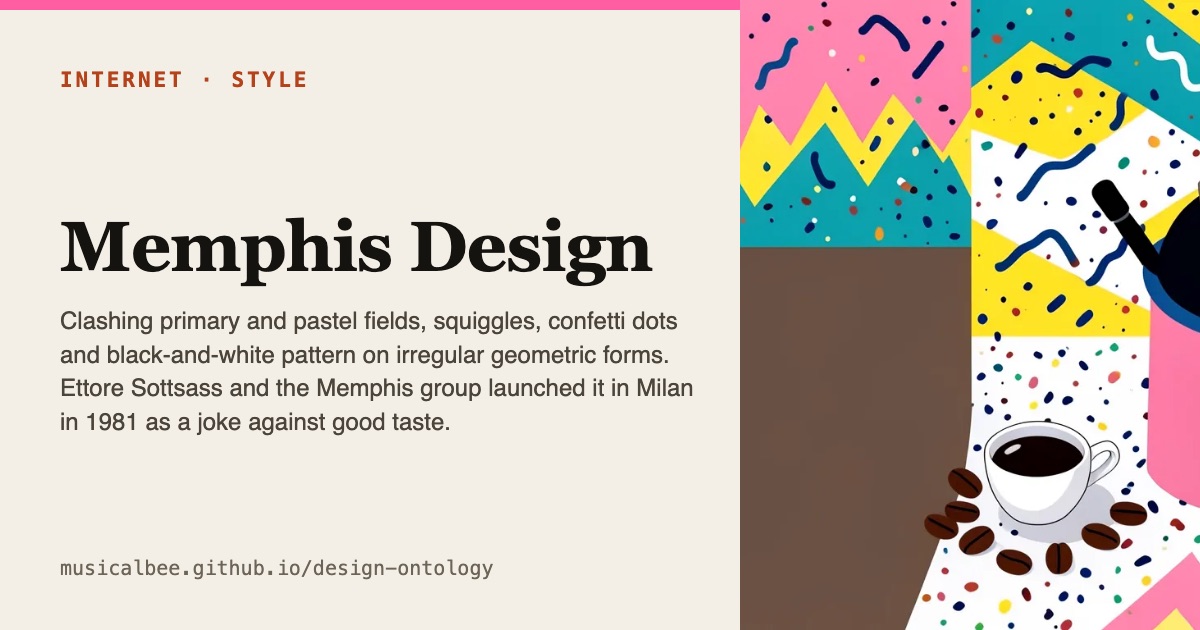 INTERNET · STYLE
Memphis Design
Clashing primary and pastel fields, squiggles, confetti dots
and black-and-white pattern on irregular geometric forms.
Ettore Sottsass and the Memphis group launched it in Milan
in 1981 as a joke against good taste.
musicalbee.github.io/design-ontology